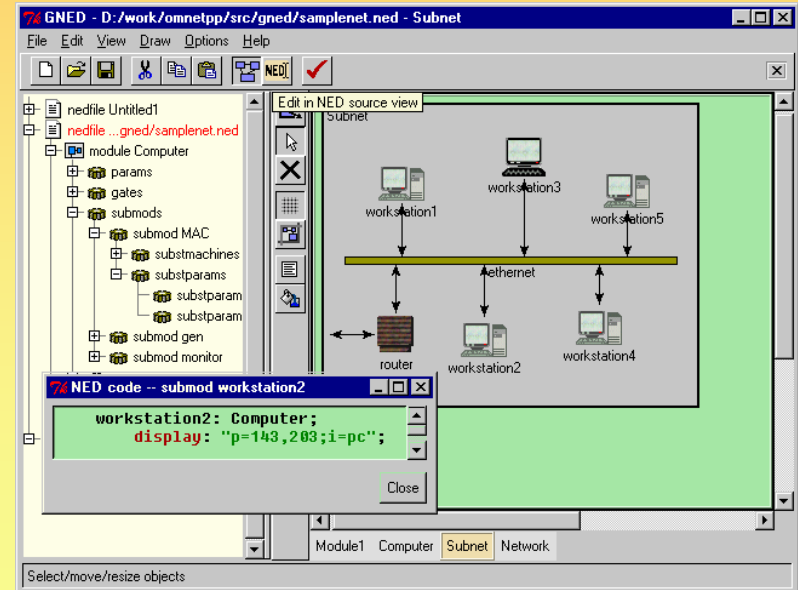 GNED - D:/work/omnetpp/src/gned/samplenet.ned - Subnet
File Edit View Draw Options Help
NED
Edit in NED source view
nedfile Untitled1
nedfile ...gned/samplenet.ned
module Computer
params
gates
submods
submod MAC
substmachines
substparams
substparam
substparam
submod gen
submod monitor
Subnet
workstation1
workstation3
workstation5
ethernet
router
workstation2
workstation4
NED code -- submod workstation2
workstation2: Computer;
display: "p=143,203;i=pc";
Close
Module1 Computer Subnet Network
Select/move/resize objects